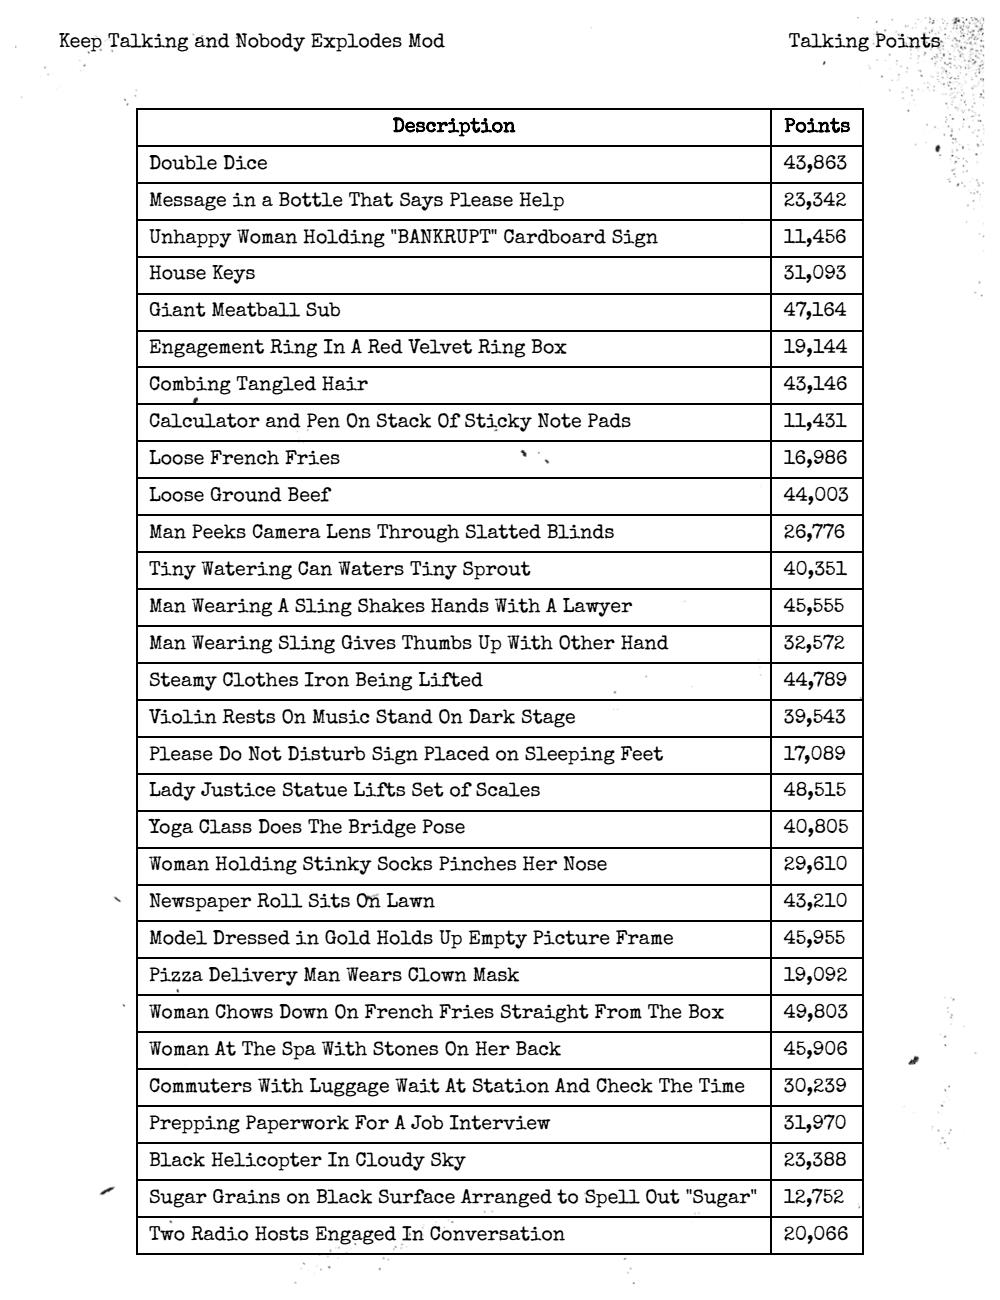 Keep Talking and Nobody Explodes Mod Talking Points
Description Points
Double Dice 43,863
Message in a Bottle That Says Please Help 23,342
Unhappy Woman Holding "BANKRUPT" Cardboard Sign 11,456
House Keys 31,093
Giant Meatball Sub 47,164
Engagement Ring In A Red Velvet Ring Box 19,144
Combing Tangled Hair 43,146
Calculator and Pen On Stack Of Sticky Note Pads 11,431
Loose French Fries 16,986
Loose Ground Beef 44,003
Man Peeks Camera Lens Through Slatted Blinds 26,776
Tiny Watering Can Waters Tiny Sprout 40,351
Man Wearing A Sling Shakes Hands With A Lawyer 45,555
Man Wearing Sling Gives Thumbs Up With Other Hand 32,572
Steamy Clothes Iron Being Lifted 44,789
Violin Rests On Music Stand On Dark Stage 39,543
Please Do Not Disturb Sign Placed on Sleeping Feet 17,089
Lady Justice Statue Lifts Set of Scales 48,515
Yoga Class Does The Bridge Pose 40,805
Woman Holding Stinky Socks Pinches Her Nose 29,610
Newspaper Roll Sits On Lawn 43,210
Model Dressed in Gold Holds Up Empty Picture Frame 45,955
Pizza Delivery Man Wears Clown Mask 19,092
Woman Chows Down On French Fries Straight From The Box 49,803
Woman At The Spa With Stones On Her Back 45,906
Commuters With Luggage Wait At Station And Check The Time 30,239
Prepping Paperwork For A Job Interview 31,970
Black Helicopter In Cloudy Sky 23,388
Sugar Grains on Black Surface Arranged to Spell Out "Sugar" 12,752
Two Radio Hosts Engaged In Conversation 20,066